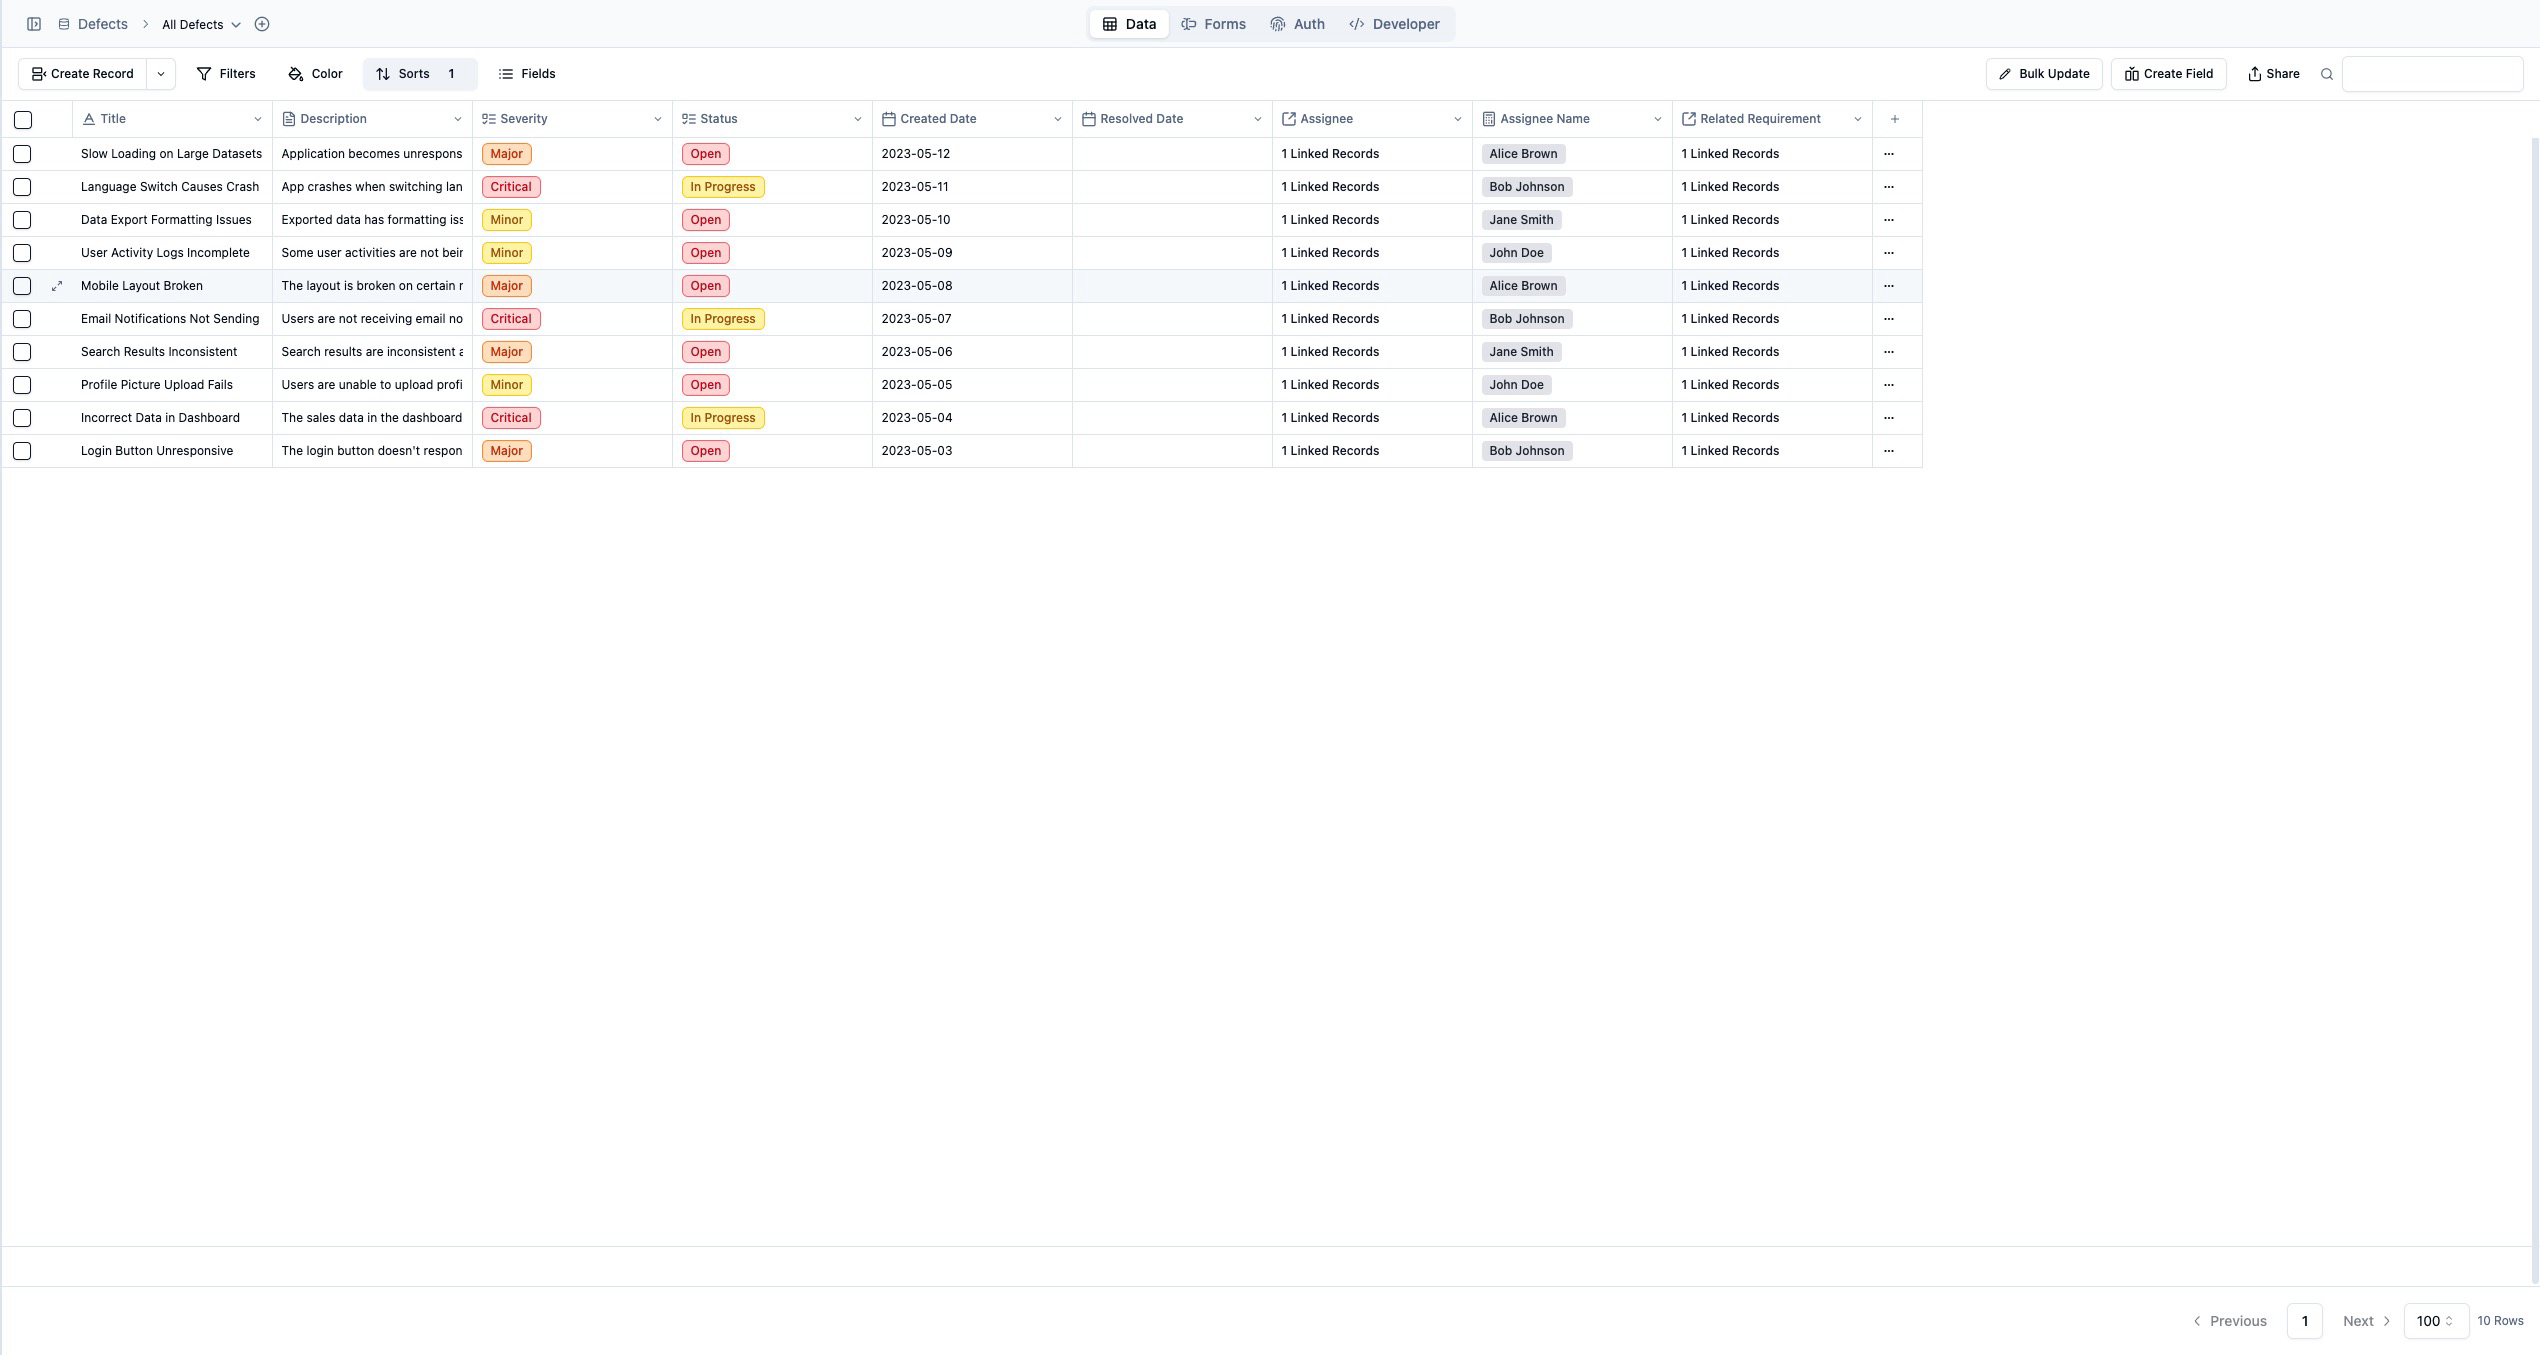 Defects > All Defects
Data Forms Auth Developer
Create Record Filters Color Sorts 1 Fields Bulk Update Create Field Share
Title Description Severity Status Created Date Resolved Date Assignee Assignee Name Related Requirement
Slow Loading on Large Datasets Application becomes unrespons Major Open 2023-05-12 1 Linked Records Alice Brown 1 Linked Records ...
Language Switch Causes Crash App crashes when switching lan Critical In Progress 2023-05-11 1 Linked Records Bob Johnson 1 Linked Records ...
Data Export Formatting Issues Exported data has formatting iss Minor Open 2023-05-10 1 Linked Records Jane Smith 1 Linked Records ...
User Activity Logs Incomplete Some user activities are not bein Minor Open 2023-05-09 1 Linked Records John Doe 1 Linked Records ...
Mobile Layout Broken The layout is broken on certain Major Open 2023-05-08 1 Linked Records Alice Brown 1 Linked Records ...
Email Notifications Not Sending Users are not receiving email no Critical In Progress 2023-05-07 1 Linked Records Bob Johnson 1 Linked Records ...
Search Results Inconsistent Search results are inconsistent Major Open 2023-05-06 1 Linked Records Jane Smith 1 Linked Records ...
Profile Picture Upload Fails Users are unable to upload profi Minor Open 2023-05-05 1 Linked Records John Doe 1 Linked Records ...
Incorrect Data in Dashboard The sales data in the dashboard Critical In Progress 2023-05-04 1 Linked Records Alice Brown 1 Linked Records ...
Login Button Unresponsive The login button doesn't respon Major Open 2023-05-03 1 Linked Records Bob Johnson 1 Linked Records ...
Previous 1 Next 100 10 Rows